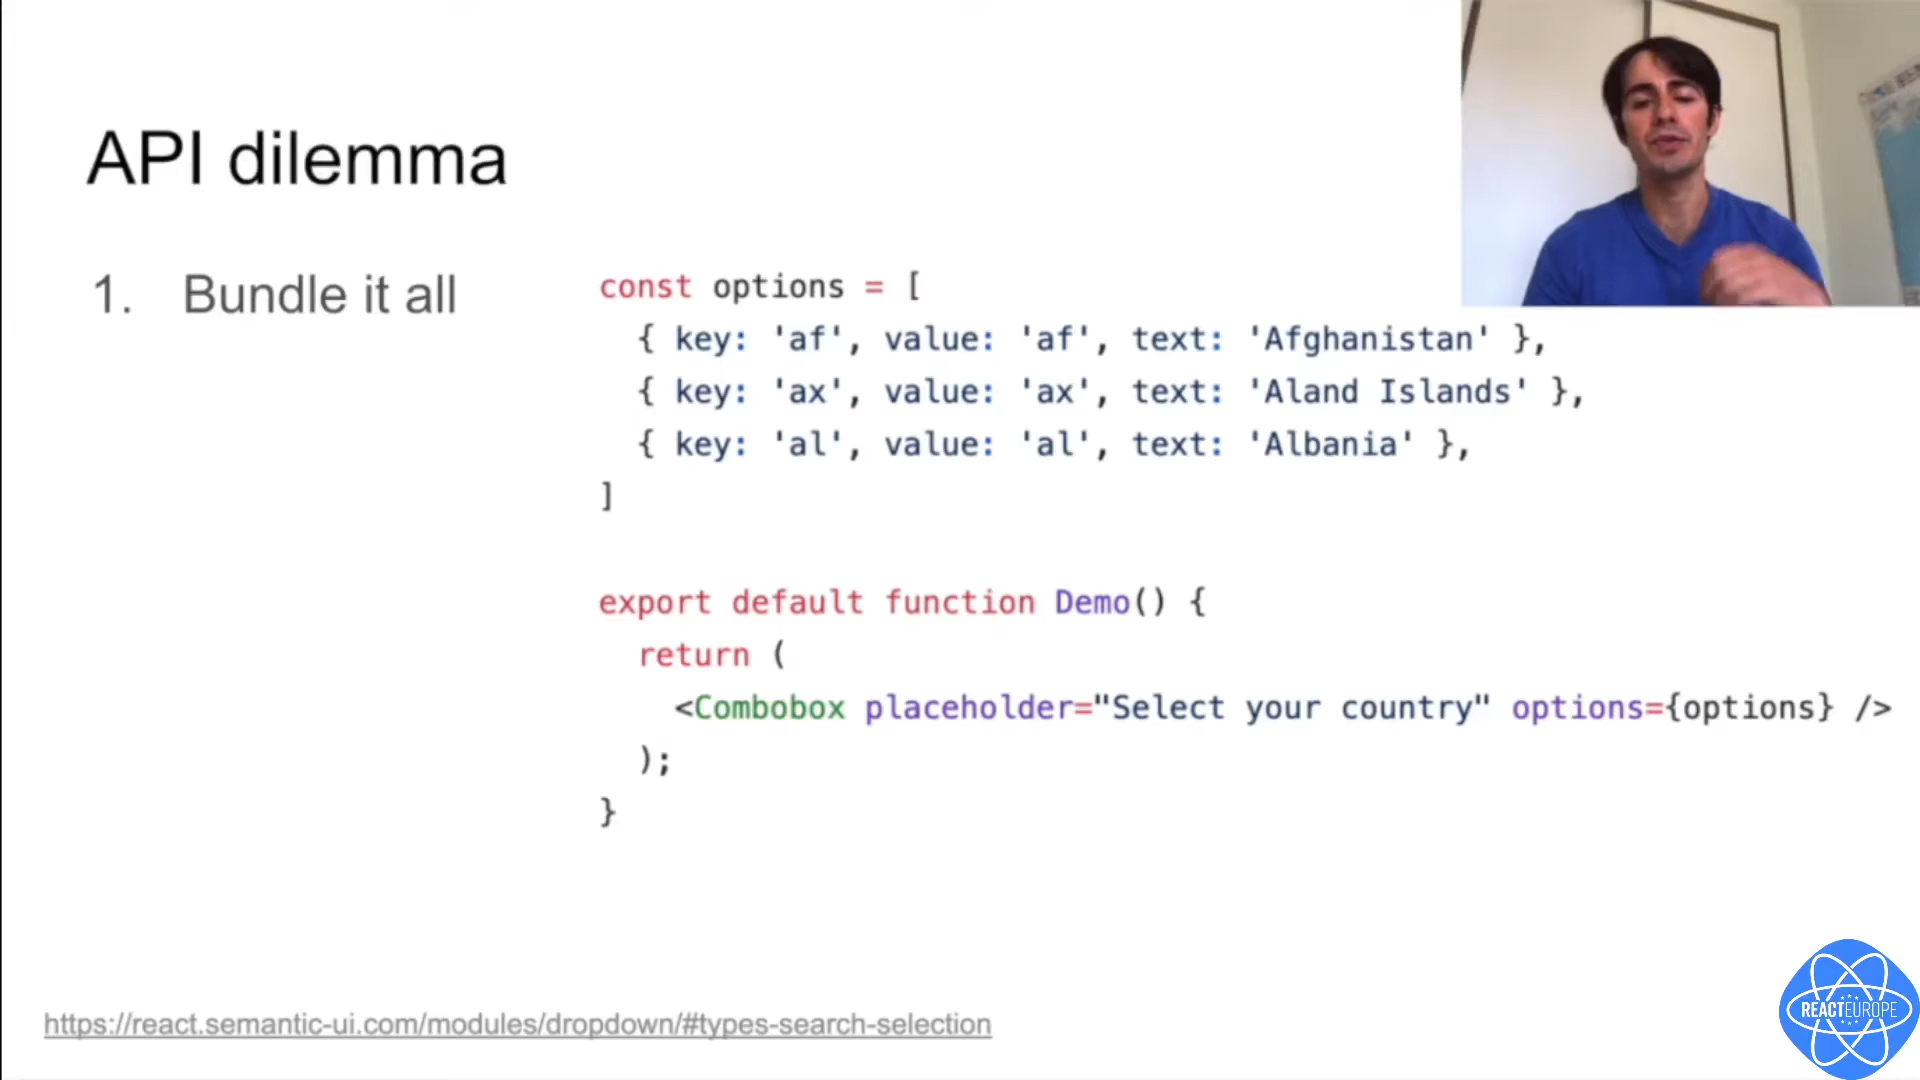 API dilemma
1. Bundle it all
const options = [
{ key: 'af', value: 'af', text: 'Afghanistan' },
{ key: 'ax', value: 'ax', text: 'Aland Islands' },
{ key: 'al', value: 'al', text: 'Albania' },
]
export default function Demo() {
return (
<Combobox placeholder="Select your country" options={options} />
);
}
https://react.semantic-ui.com/modules/dropdown/#types-search-selection
REACTEUROPE